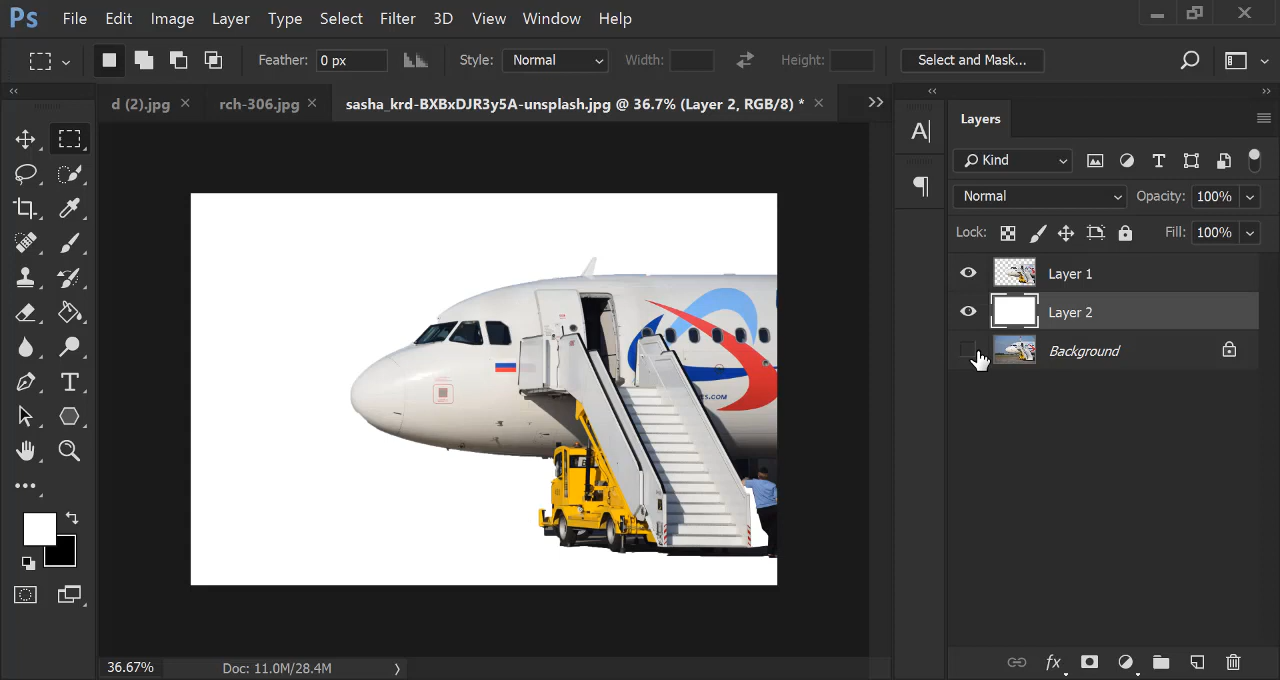 Ps File Edit Image Layer Type Select Filter 3D View Window Help
Feather: 0 px Style: Normal Width: Height: Select and Mask...
d (2).jpg × rch-306.jpg × sasha_krd-BXBxDJR3y5A-unsplash.jpg @ 36.7% (Layer 2, RGB/8) * ×
Layers
Kind
Normal Opacity: 100%
Lock: Fill: 100%
Layer 1
Layer 2
Background
36.67% Doc: 11.0M/28.4M